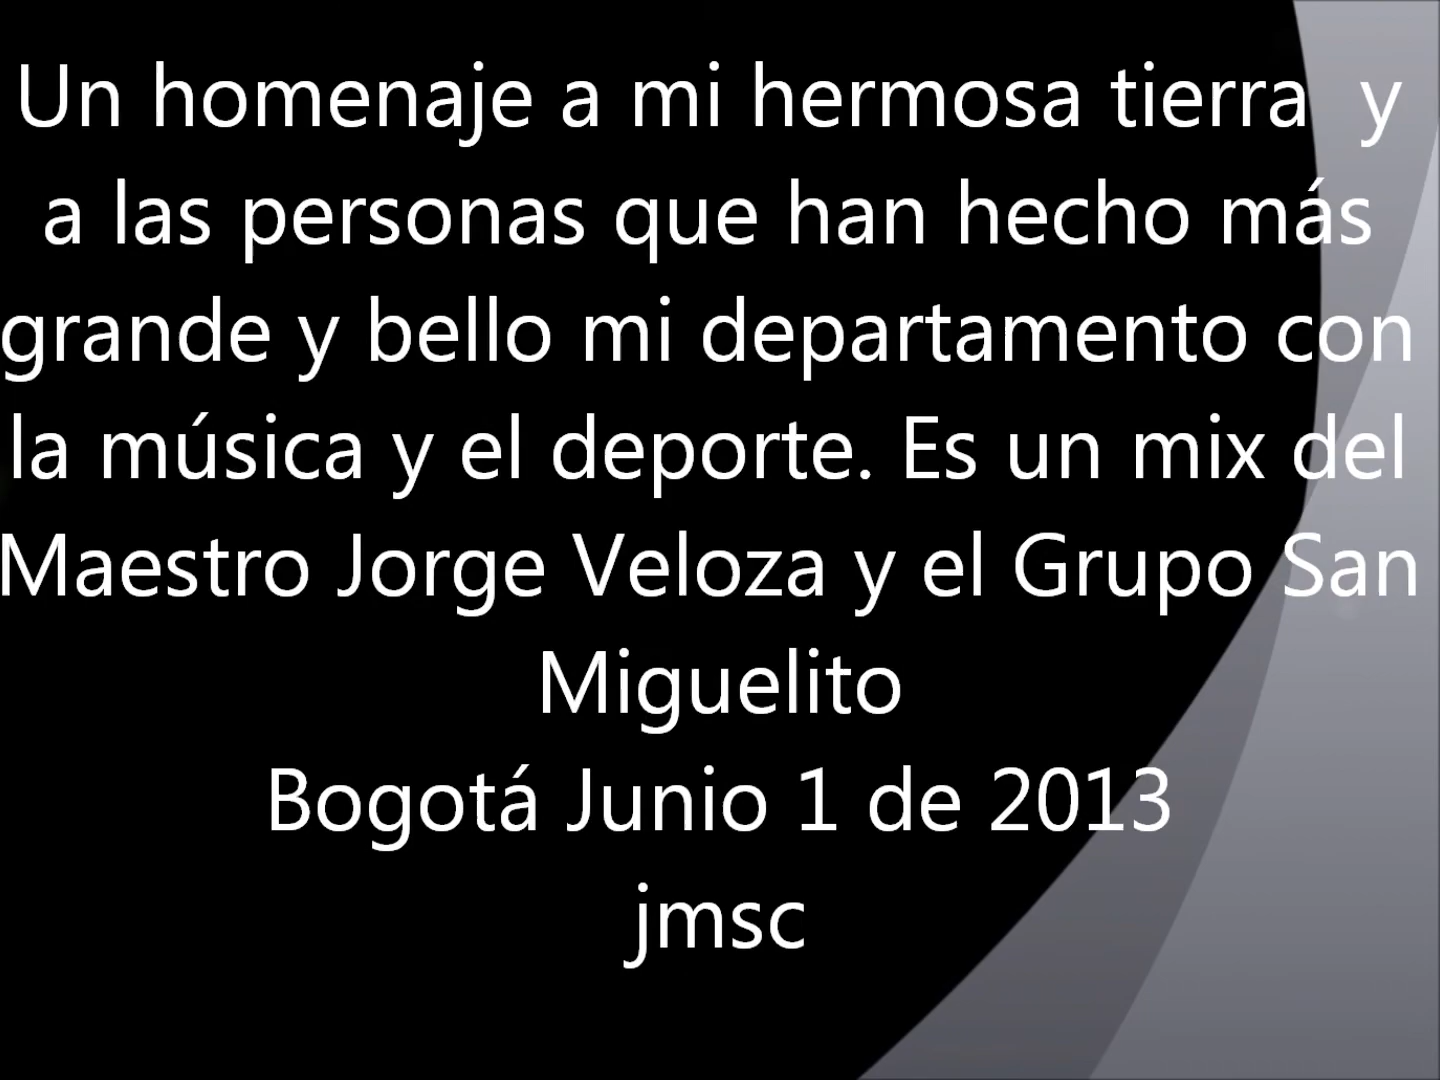 Un homenaje a mi hermosa tierra  y
a las personas que han hecho más
grande y bello mi departamento con
la música y el deporte. Es un mix del
Maestro Jorge Veloza y el Grupo San
Miguelito
Bogotá Junio 1 de 2013
jmsc